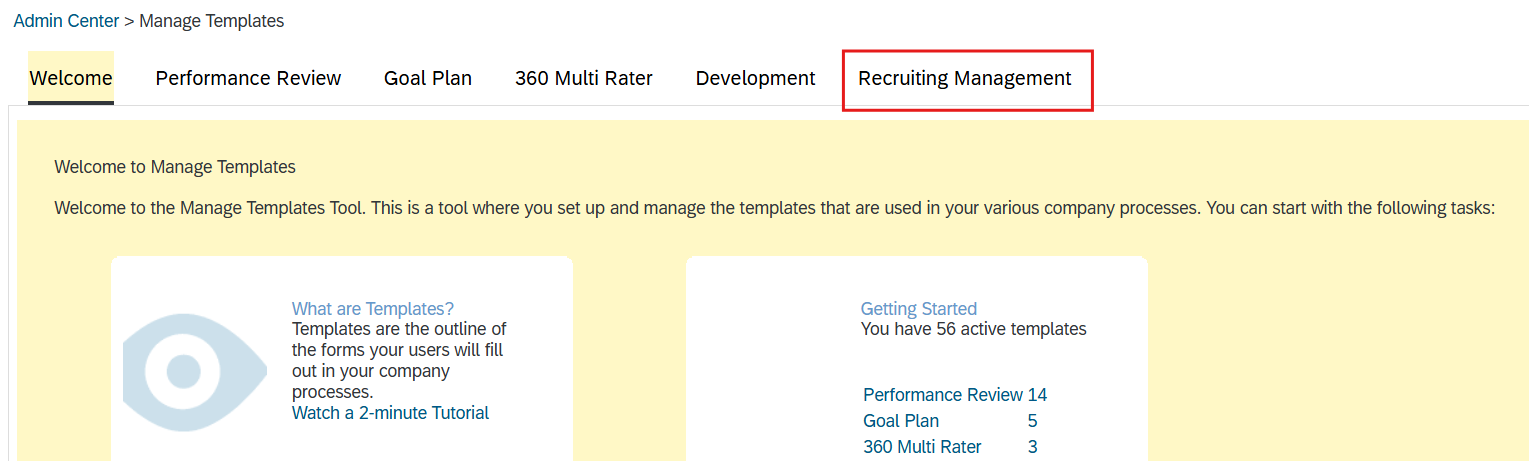 Admin Center > Manage Templates
Welcome Performance Review Goal Plan 360 Multi Rater Development Recruiting Management
Welcome to Manage Templates
Welcome to the Manage Templates Tool. This is a tool where you set up and manage the templates that are used in your various company processes. You can start with the following tasks:
What are Templates?
Templates are the outline of
the forms your users will fill
out in your company
processes.
Watch a 2-minute Tutorial
Getting Started
You have 56 active templates
Performance Review 14
Goal Plan 5
360 Multi Rater 3